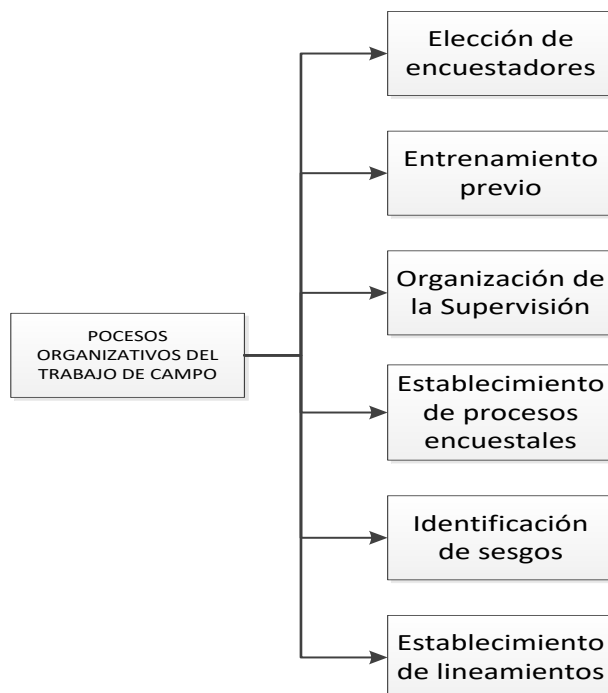 POCESOS
ORGANIZATIVOS DEL
TRABAJO DE CAMPO
Elección de
encuestadores
Entrenamiento
previo
Organización de
la Supervisión
Establecimiento
de procesos
encuestales
Identificación
de sesgos
Establecimiento
de lineamientos